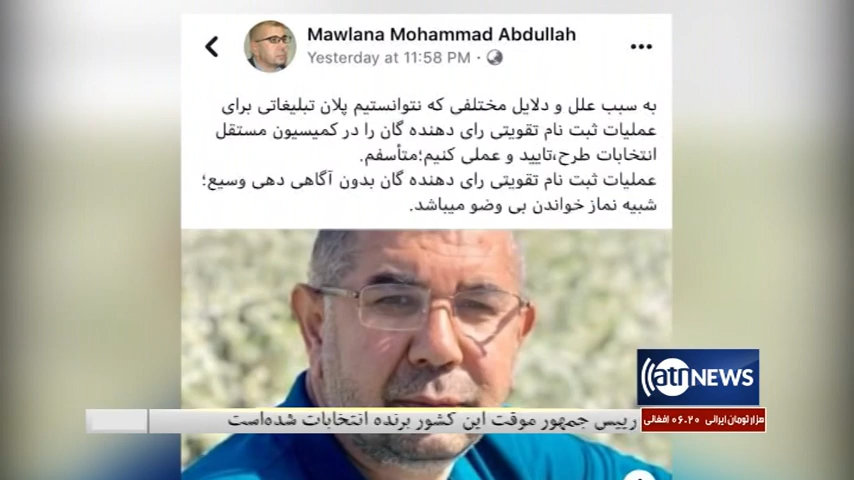 Mawlana Mohammad Abdullah
Yesterday at 11:58 PM ·
به سبب علل و دلایل مختلفی که نتوانستیم پلان تبلیغاتی برای
عملیات ثبت نام تقویتی رای دهنده گان را در کمیسیون مستقل
انتخابات طرح،تایید و عملی کنیم؛متأسفم.
عملیات ثبت نام تقویتی رای دهنده گان بدون آگاهی دهی وسیع؛
شبیه نماز خواندن بی وضو میباشد.
atn NEWS
رییس جمهور موقت این کشور برنده انتخابات شده‌است
هزار تومان ایرانی ۰۶.۲۰ افغانی